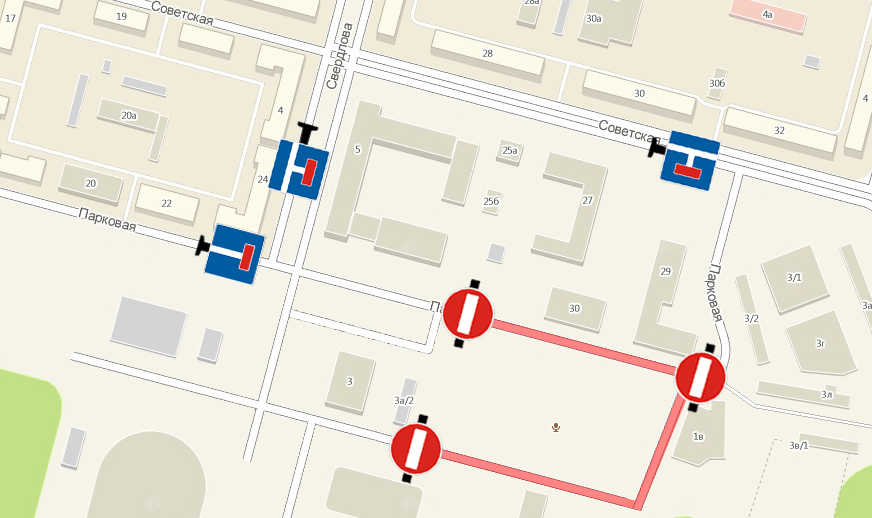 Советская
17
19
28а
30а
4а
Свердлова
28
30б
30
4
20а
4
Советская
32
5
25а
24
27
20
22
25б
Парковая
29
Парковая
3/1
3а
Па
30
3/2
3г
3
3а/2
3л
1в
3в/1